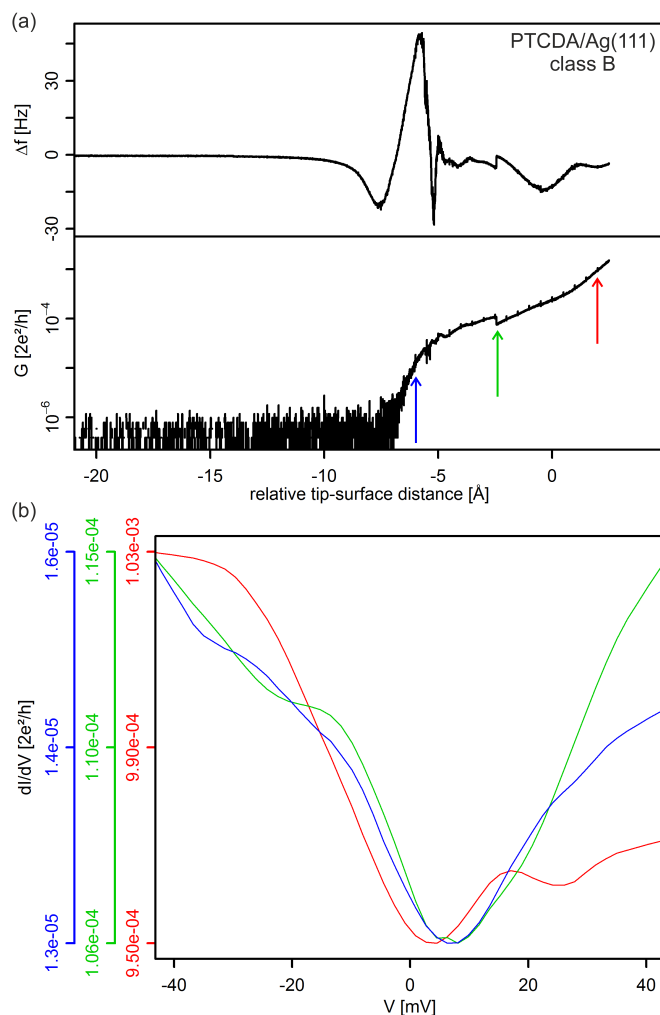 (a)
PTCDA/Ag(111)
class B
Δf [Hz]
30
0
-30
G [2e²/h]
10⁻⁴
10⁻⁶
-20
-15
-10
-5
0
relative tip-surface distance [Å]
(b)
dI/dV [2e²/h]
1.6e-05
1.4e-05
1.3e-05
1.15e-04
1.10e-04
1.06e-04
1.03e-03
9.90e-04
9.50e-04
-40
-20
0
20
40
V [mV]